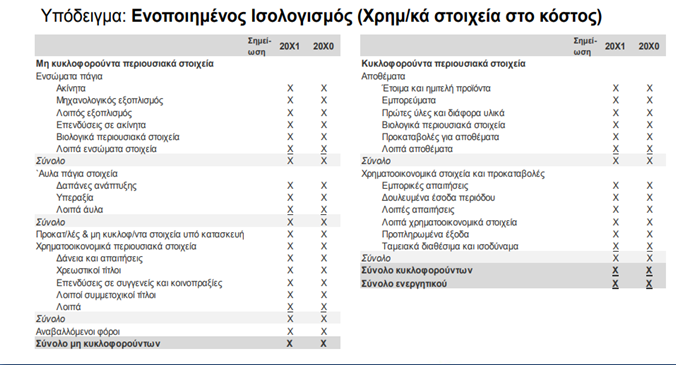 Υπόδειγμα: Ενοποιημένος Ισολογισμός (Χρημ/κά στοιχεία στο κόστος)
Σημεί-
ωση 20X1 20X0
Μη κυκλοφορούντα περιουσιακά στοιχεία
Ενσώματα πάγια
Ακίνητα X X
Μηχανολογικός εξοπλισμός X X
Λοιπός εξοπλισμός X X
Επενδύσεις σε ακίνητα X X
Βιολογικά περιουσιακά στοιχεία X X
Λοιπά ενσώματα στοιχεία X X
Σύνολο X X
΄Αυλα πάγια στοιχεία
Δαπάνες ανάπτυξης X X
Υπεραξία X X
Λοιπά άυλα X X
Σύνολο X X
Προκατ/λές & μη κυκλοφ/ντα στοιχεία υπό κατασκευή X X
Χρηματοοικονομικά περιουσιακά στοιχεία X X
Δάνεια και απαιτήσεις X X
Χρεωστικοί τίτλοι X X
Επενδύσεις σε συγγενείς και κοινοπραξίες X X
Λοιποί συμμετοχικοί τίτλοι X X
Λοιπά X X
Σύνολο X X
Αναβαλλόμενοι φόροι X X
Σύνολο μη κυκλοφορούντων X X
Σημεί-
ωση 20X1 20X0
Κυκλοφορούντα περιουσιακά στοιχεία
Αποθέματα
Έτοιμα και ημιτελή προϊόντα X X
Εμπορεύματα X X
Πρώτες ύλες και διάφορα υλικά X X
Βιολογικά περιουσιακά στοιχεία X X
Προκαταβολές για αποθέματα X X
Λοιπά αποθέματα X X
Σύνολο X X
Χρηματοοικονομικά στοιχεία και προκαταβολές
Εμπορικές απαιτήσεις X X
Δουλευμένα έσοδα περιόδου X X
Λοιπές απαιτήσεις X X
Λοιπά χρηματοοικονομικά στοιχεία X X
Προπληρωμένα έξοδα X X
Ταμειακά διαθέσιμα και ισοδύναμα X X
Σύνολο X X
Σύνολο κυκλοφορούντων X X
Σύνολο ενεργητικού X X